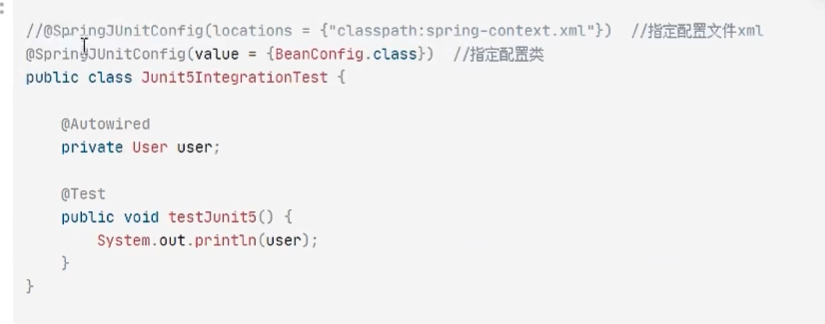 //@SpringJUnitConfig(locations = {"classpath:spring-context.xml"})  //指定配置文件xml
@SpringJUnitConfig(value = {BeanConfig.class})  //指定配置类
public class Junit5IntegrationTest {
    @Autowired
    private User user;
    @Test
    public void testJunit5() {
        System.out.println(user);
    }
}